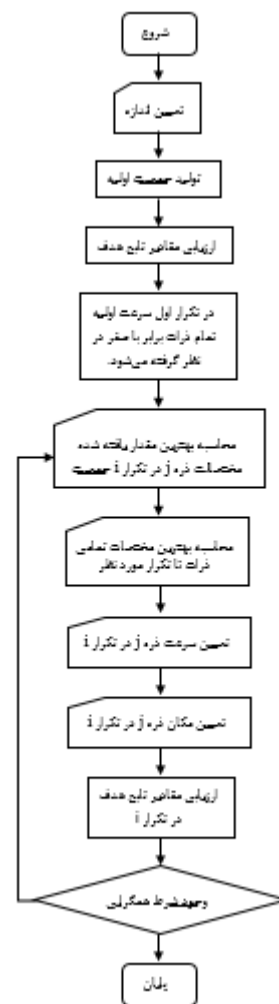 شروع
تعیین اندازه
تولید جمعیت اولیه
ارزیابی مقادیر تابع هدف
در تکرار اول سرعت اولیه
تمام ذرات برابر با صفر در
نظر گرفته می‌شود.
محاسبه بهترین مقدار یافته شده
مختصات ذره j در تکرار i جمعیت
محاسبه بهترین مختصات تمامی
ذرات تا تکرار مورد نظر
تعیین سرعت ذره j در تکرار i
تعیین مکان ذره j در تکرار i
ارزیابی مقادیر تابع هدف
در تکرار i
وجود شرط همگرایی
پایان